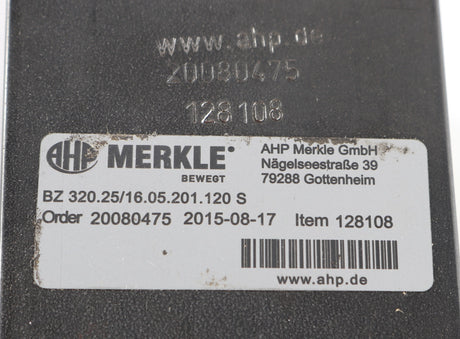 www.ahp.de
20080475
128108
AHP MERKLE®
BEWEGT
AHP Merkle GmbH
Nägelseestraße 39
79288 Gottenheim
BZ 320.25/16.05.201.120 S
Order 20080475 2015-08-17 Item 128108
www.ahp.de